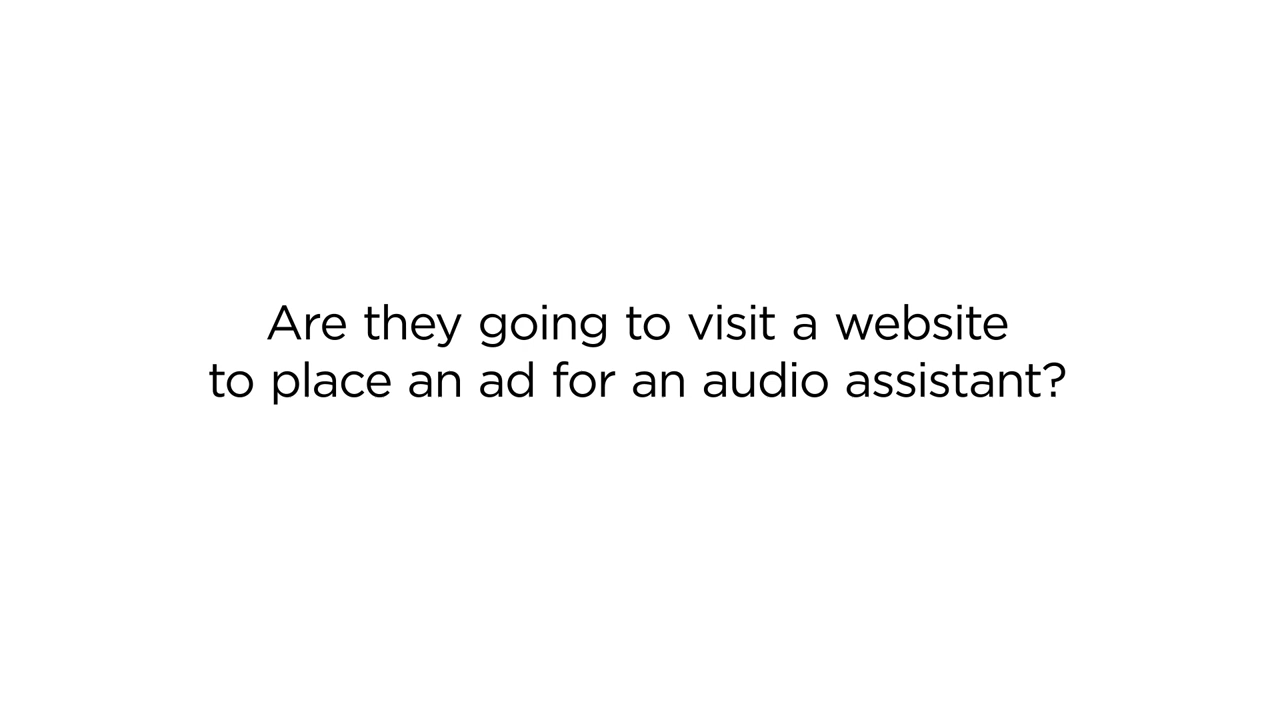 Are they going to visit a website
to place an ad for an audio assistant?